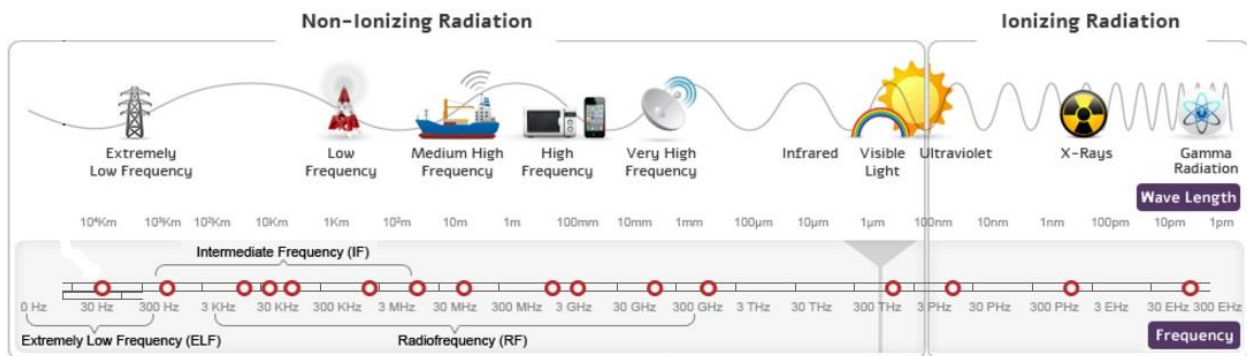 Non-Ionizing Radiation
Ionizing Radiation
Extremely
Low Frequency
Low
Frequency
Medium High
Frequency
High
Frequency
Very High
Frequency
Infrared
Visible
Light
Ultraviolet
X-Rays
Gamma
Radiation
Wave Length
10⁴Km
10³Km
10²Km
10Km
1Km
10²m
10m
1m
100mm
10mm
1mm
100µm
10µm
1µm
100nm
10nm
1nm
100pm
10pm
1pm
Intermediate Frequency (IF)
0 Hz
30 Hz
300 Hz
3 KHz
30 KHz
300 KHz
3 MHz
30 MHz
300 MHz
3 GHz
30 GHz
300 GHz
3 THz
30 THz
300 THz
3 PHz
30 PHz
300 PHz
3 EHz
30 EHz
300 EHz
Extremely Low Frequency (ELF)
Radiofrequency (RF)
Frequency